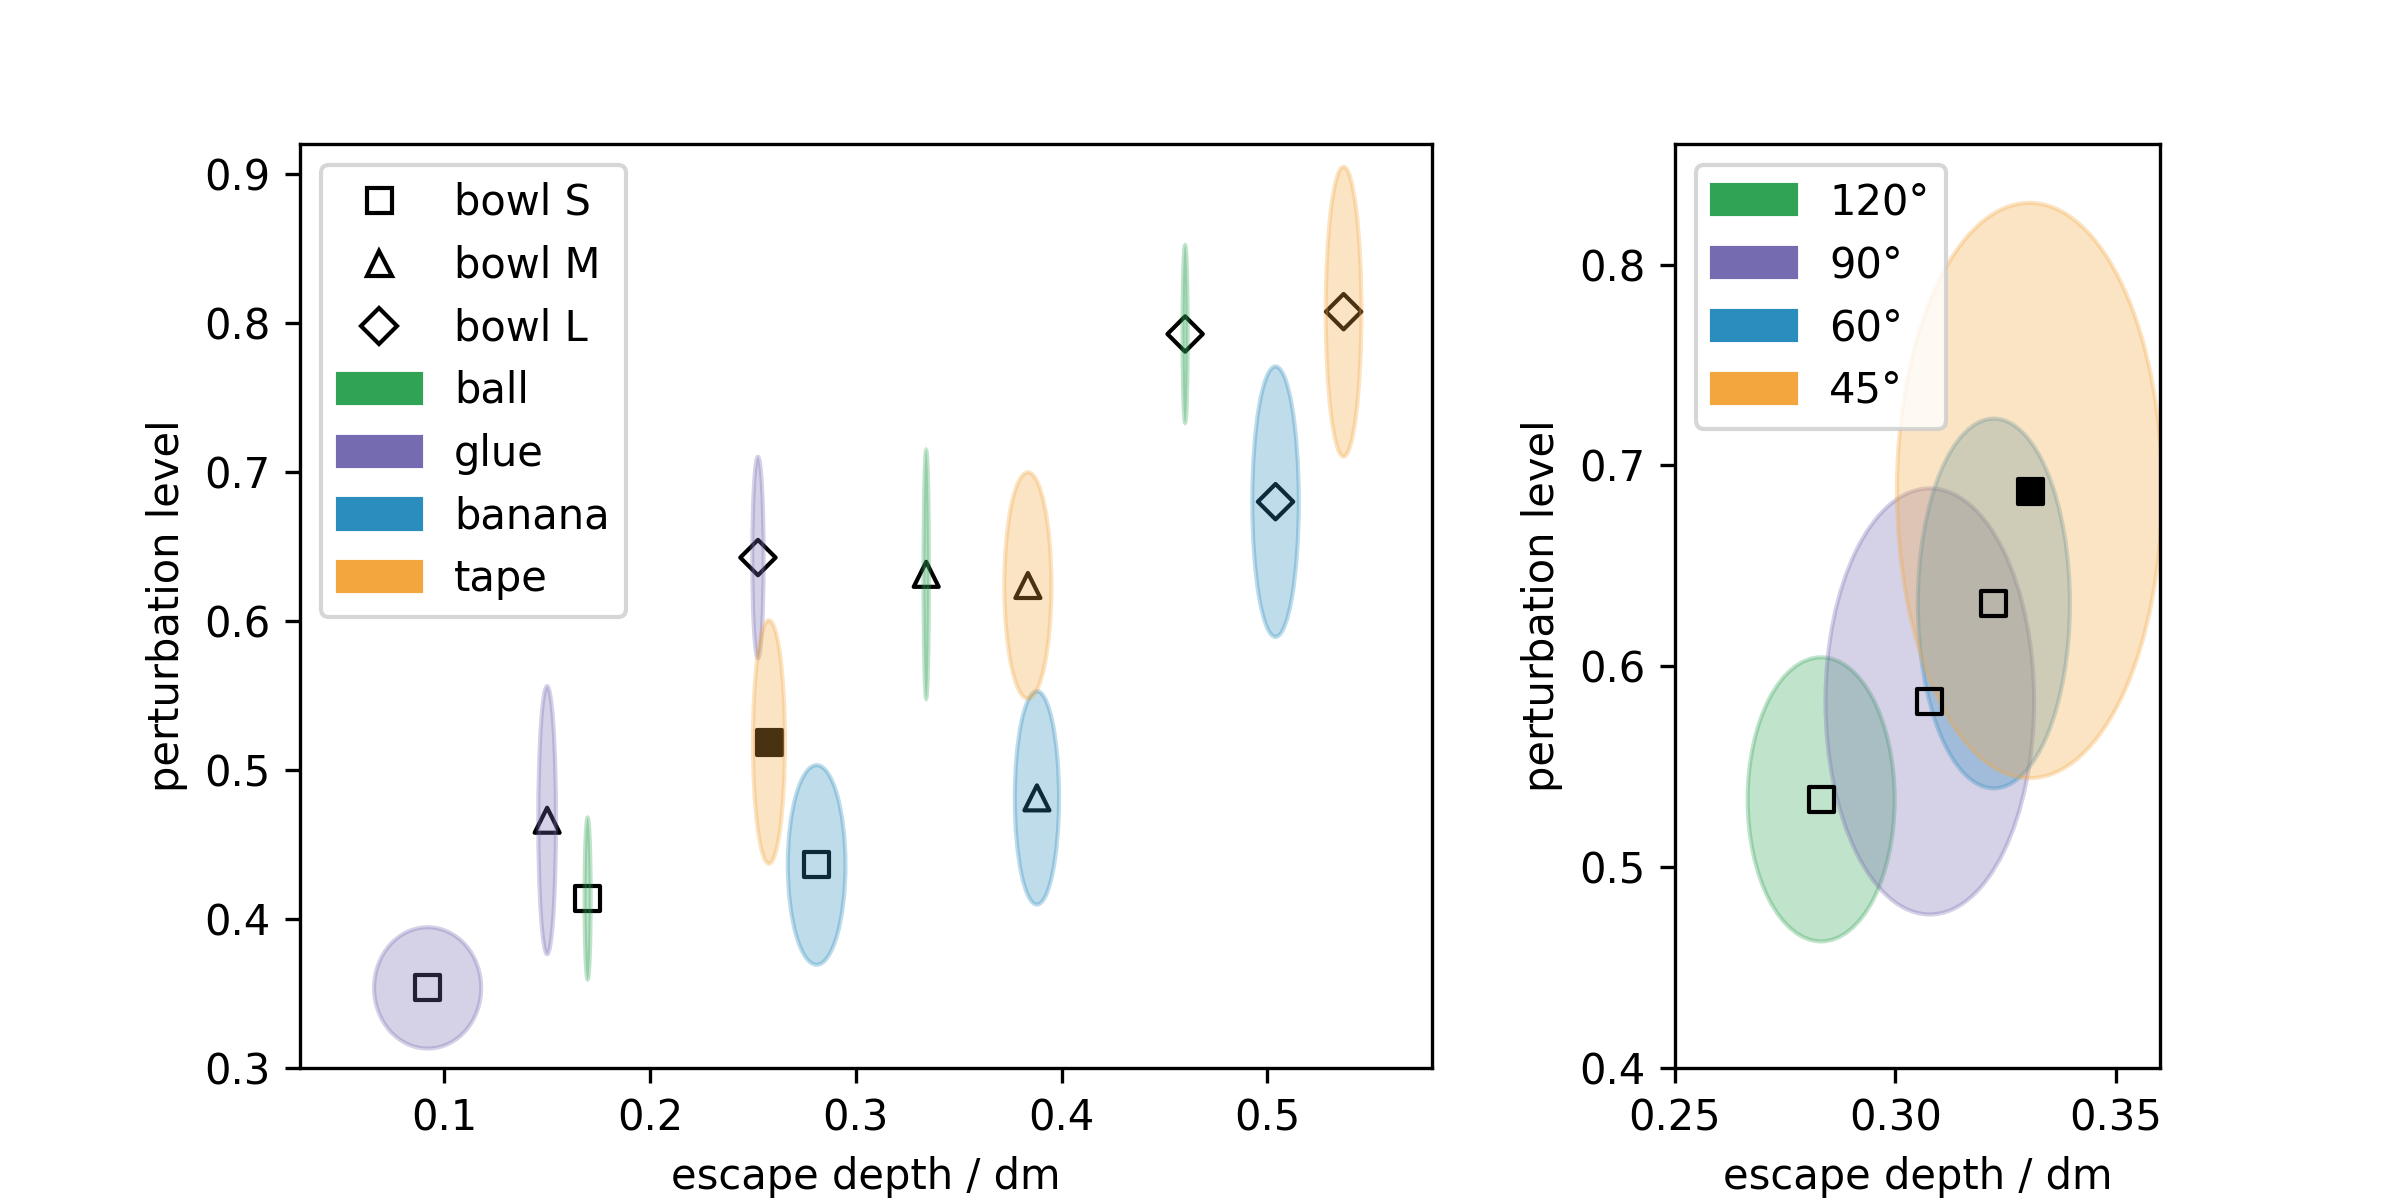 perturbation level
0.9
0.8
0.7
0.6
0.5
0.4
0.3
0.1
0.2
0.3
0.4
0.5
escape depth / dm
bowl S
bowl M
bowl L
ball
glue
banana
tape
perturbation level
0.8
0.7
0.6
0.5
0.4
0.25
0.30
0.35
escape depth / dm
120°
90°
60°
45°